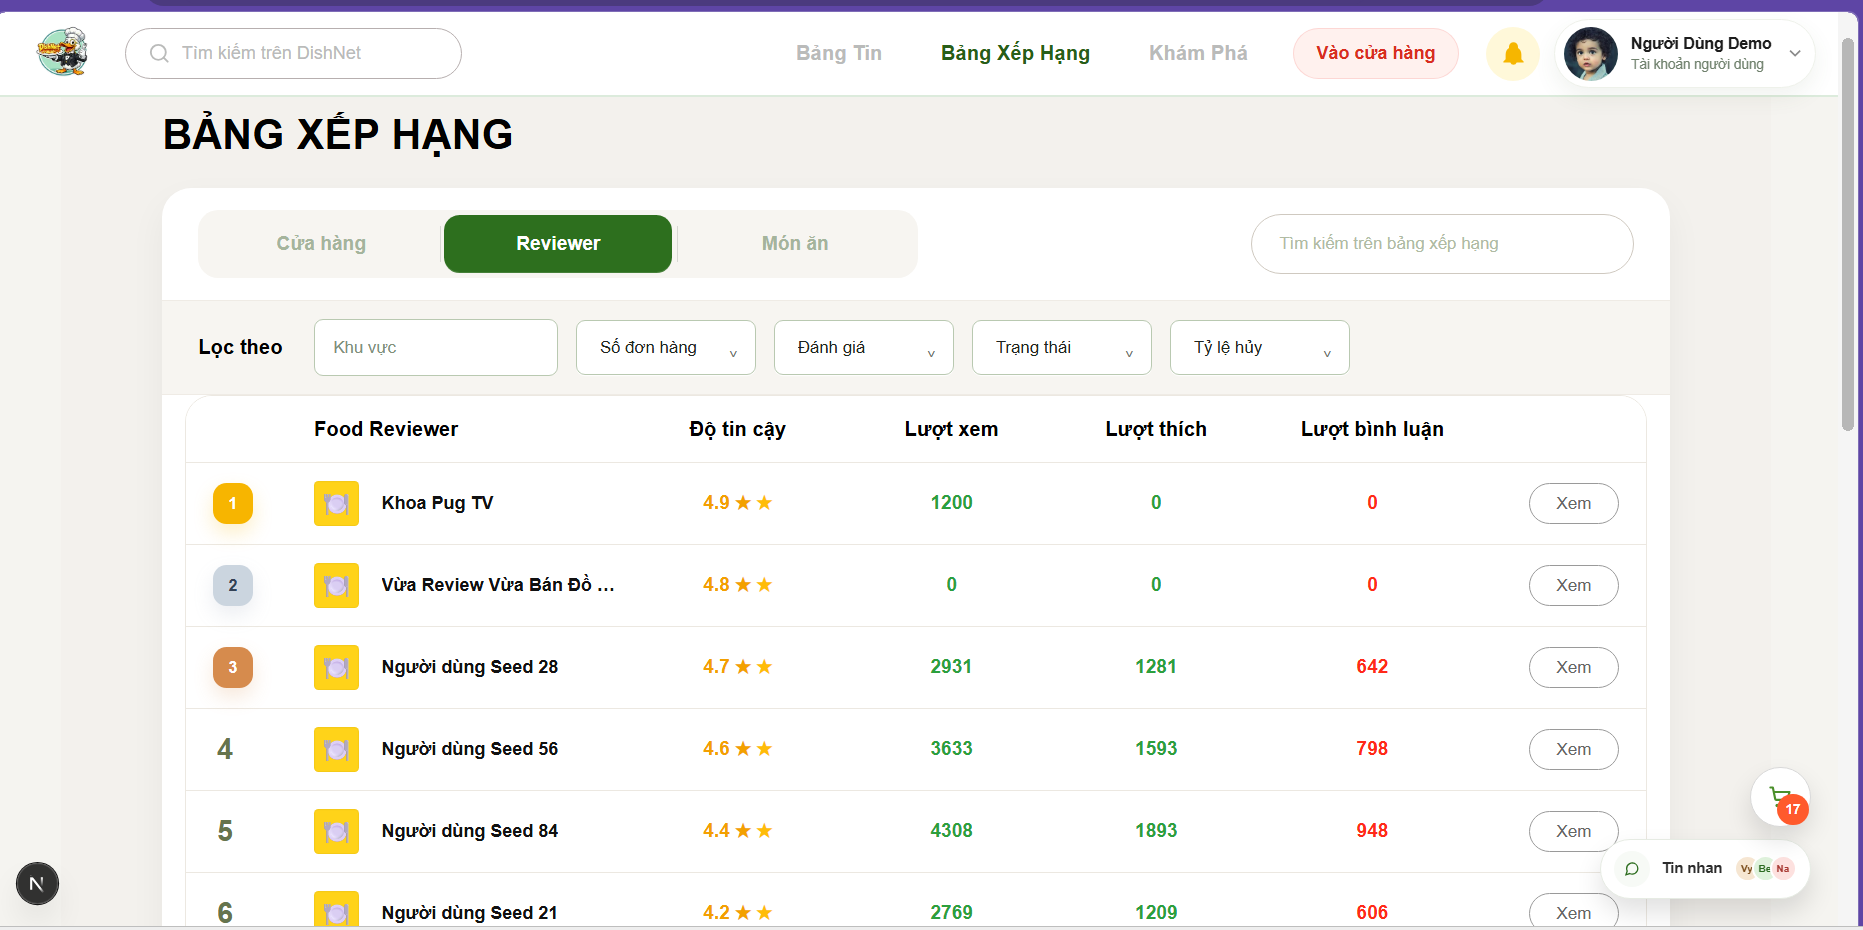 Tìm kiếm trên DishNet
Bảng Tin
Bảng Xếp Hạng
Khám Phá
Vào cửa hàng
Người Dùng Demo
Tài khoản người dùng
BẢNG XẾP HẠNG
Cửa hàng
Reviewer
Món ăn
Tìm kiếm trên bảng xếp hạng
Lọc theo
Khu vực
Số đơn hàng
Đánh giá
Trạng thái
Tỷ lệ hủy
Food Reviewer Độ tin cậy Lượt xem Lượt thích Lượt bình luận
1 Khoa Pug TV 4.9 ★ ★ 1200 0 0 Xem
2 Vừa Review Vừa Bán Đồ ... 4.8 ★ ★ 0 0 0 Xem
3 Người dùng Seed 28 4.7 ★ ★ 2931 1281 642 Xem
4 Người dùng Seed 56 4.6 ★ ★ 3633 1593 798 Xem
5 Người dùng Seed 84 4.4 ★ ★ 4308 1893 948 Xem
6 Người dùng Seed 21 4.2 ★ ★ 2769 1209 606 Xem
17
Tin nhan Vy Be Na
N